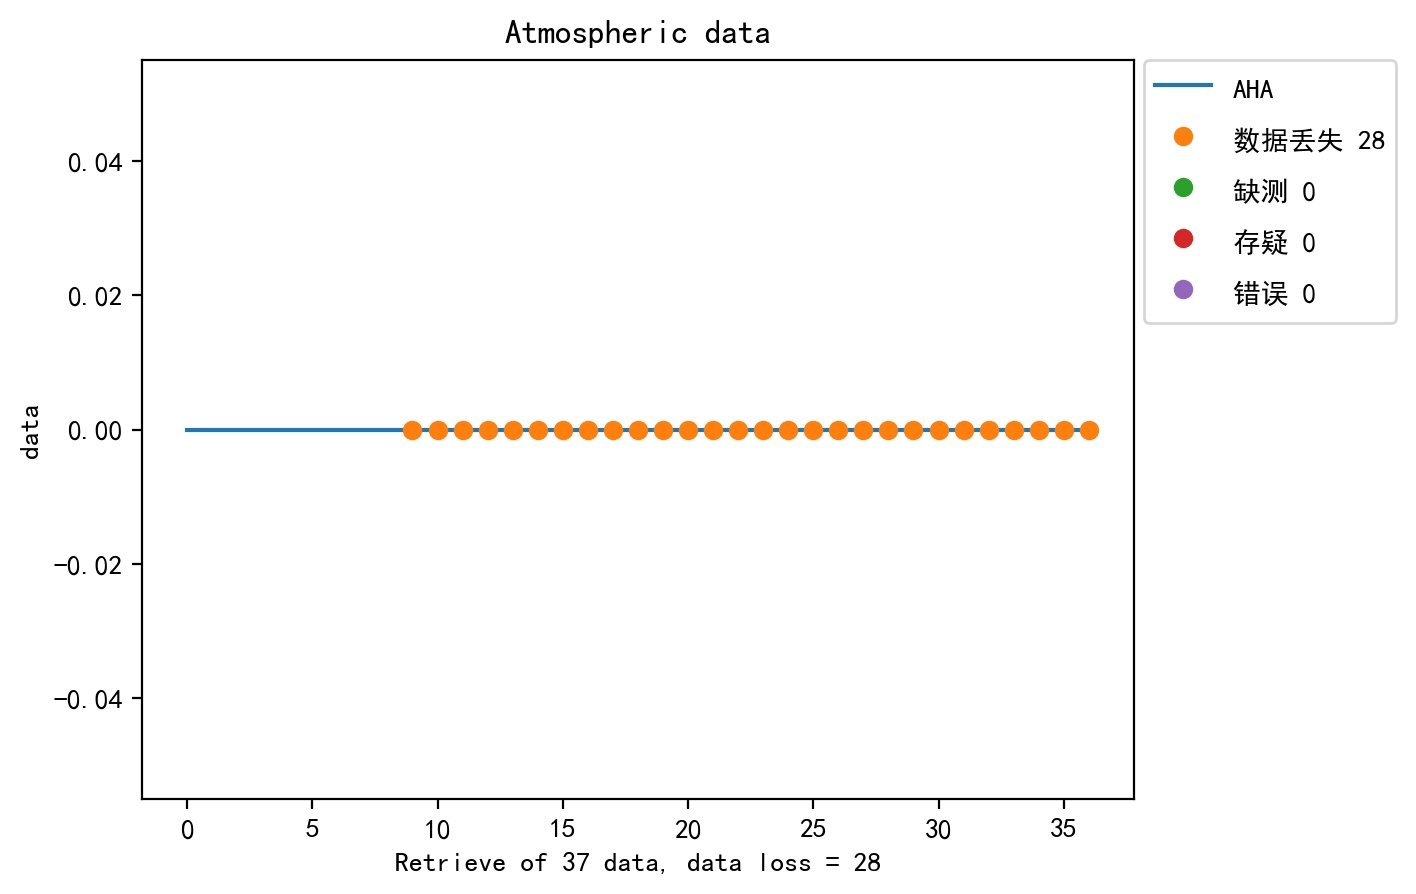 Atmospheric data
AHA
数据丢失 28
缺测 0
存疑 0
错误 0
0.04
0.02
0.00
−0.02
−0.04
data
0 5 10 15 20 25 30 35
Retrieve of 37 data, data loss = 28